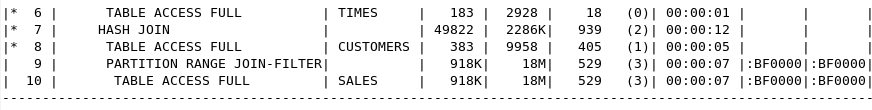 |*  6 |      TABLE ACCESS FULL          | TIMES     |   183 |  2928 |    18   (0)| 00:00:01 |       |       |
|*  7 |     HASH JOIN                   |           | 49822 |  2286K|   939   (2)| 00:00:12 |       |       |
|*  8 |      TABLE ACCESS FULL          | CUSTOMERS |   383 |  9958 |   405   (1)| 00:00:05 |       |       |
|   9 |      PARTITION RANGE JOIN-FILTER|           |   918K|    18M|   529   (3)| 00:00:07 |:BF0000|:BF0000|
|  10 |       TABLE ACCESS FULL         | SALES     |   918K|    18M|   529   (3)| 00:00:07 |:BF0000|:BF0000|
---------------------------------------------------------------------------------------------------------